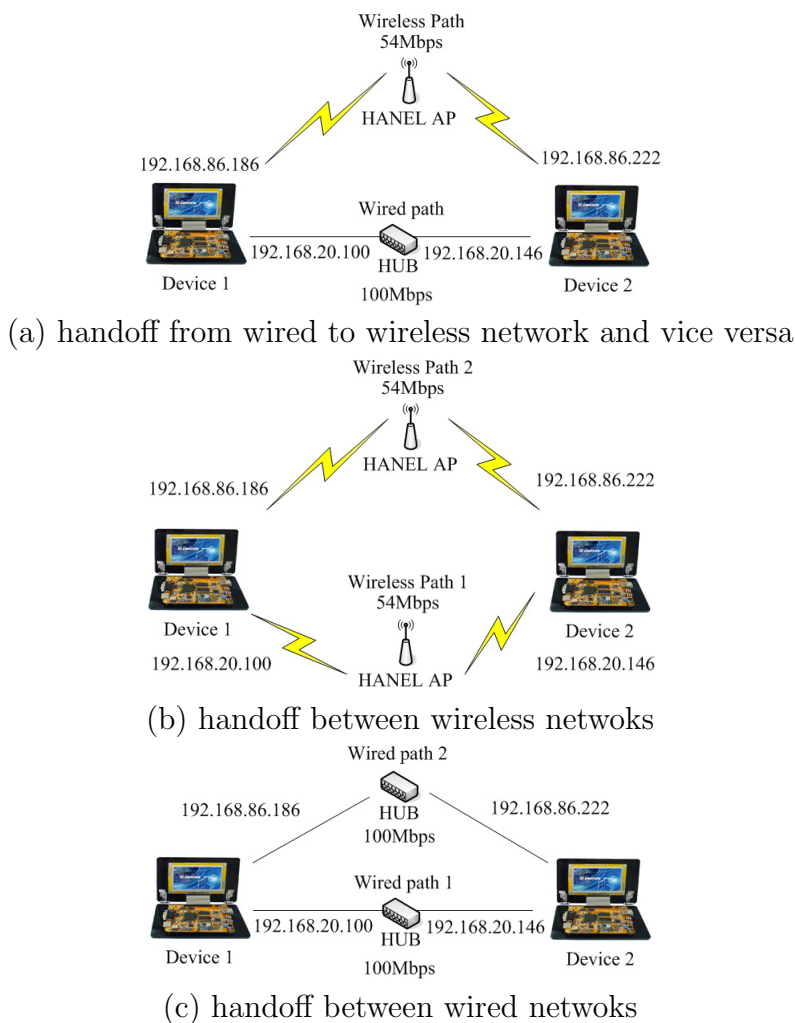 Wireless Path
54Mbps
HANEL AP
192.168.86.186
192.168.86.222
Wired path
192.168.20.100
192.168.20.146
HUB
Device 1
Device 2
100Mbps
(a) handoff from wired to wireless network and vice versa
Wireless Path 2
54Mbps
HANEL AP
192.168.86.186
192.168.86.222
Wireless Path 1
54Mbps
Device 1
Device 2
192.168.20.100
192.168.20.146
HANEL AP
(b) handoff between wireless netwoks
Wired path 2
192.168.86.186
192.168.86.222
HUB
100Mbps
Wired path 1
192.168.20.100
192.168.20.146
HUB
Device 1
Device 2
100Mbps
(c) handoff between wired netwoks